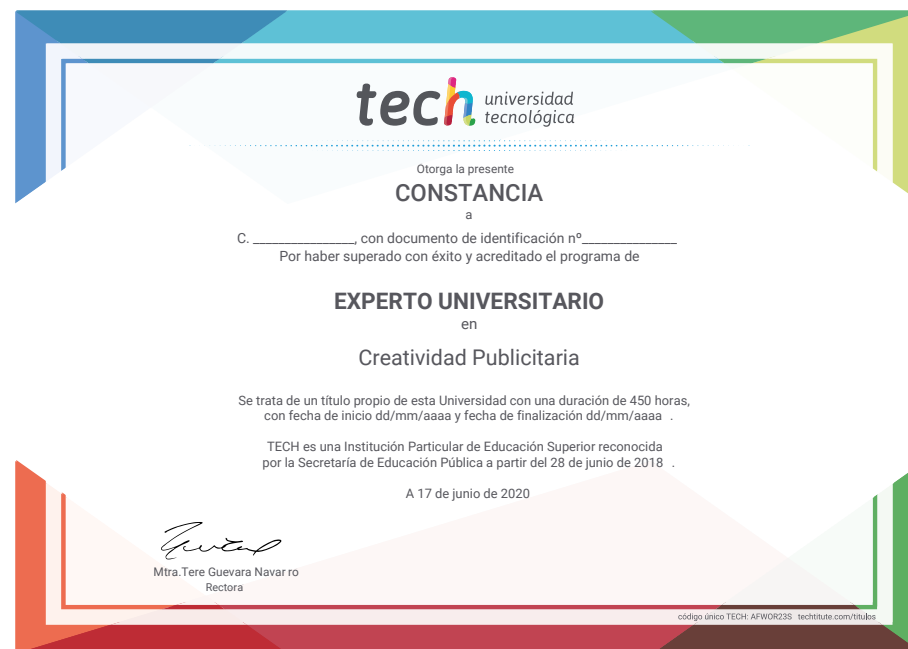 tech universidad
tecnológica
Otorga la presente
CONSTANCIA
a
C. ________________, con documento de identificación nº_______________
Por haber superado con éxito y acreditado el programa de
EXPERTO UNIVERSITARIO
en
Creatividad Publicitaria
Se trata de un título propio de esta Universidad con una duración de 450 horas,
con fecha de inicio dd/mm/aaaa y fecha de finalización dd/mm/aaaa .
TECH es una Institución Particular de Educación Superior reconocida
por la Secretaría de Educación Pública a partir del 28 de junio de 2018 .
A 17 de junio de 2020
Mtra.Tere Guevara Navar ro
Rectora
código único TECH: AFWOR23S techtitute.com/titulos